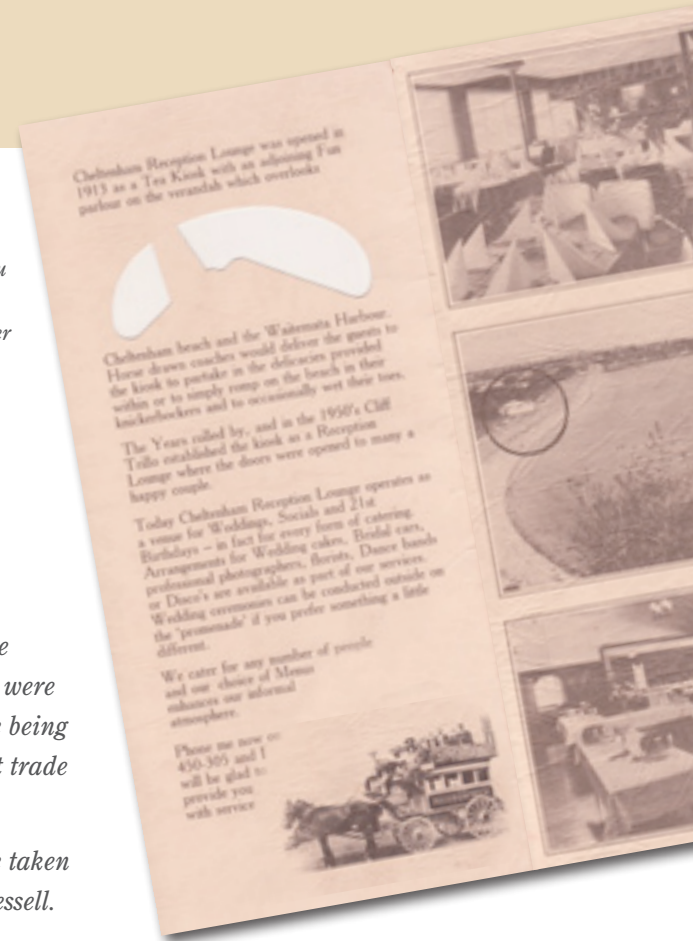 u
er
e
were
being
t trade
taken
essell.
Cheltenham Reception Lounge was opened in
1913 as a Tea Kiosk with an adjoining Fun
parlour on the verandah which overlooks
Cheltenham beach and the Waitemata Harbour.
Horse drawn coaches would deliver the guests to
the kiosk to partake in the delicacies provided
within or to simply romp on the beach in their
knickerbockers and to occasionally wet their toes.
The Years rolled by, and in the 1950's Cliff
Trillo established the kiosk as a Reception
Lounge where the doors were opened to many a
happy couple.
Today Cheltenham Reception Lounge operates as
a venue for Weddings, Socials and 21st
Birthdays – in fact for every form of catering.
Arrangements for Wedding cakes, Bridal cars,
professional photographers, florists, Dance bands
or Disco's are available as part of our services.
Wedding ceremonies can be conducted outside on
the 'promenade' if you prefer something a little
different.
We cater for any number of people
and our choice of Menus
enhances our informal
atmosphere.
Phone me now on
450-305 and I
will be glad to
provide you
with service